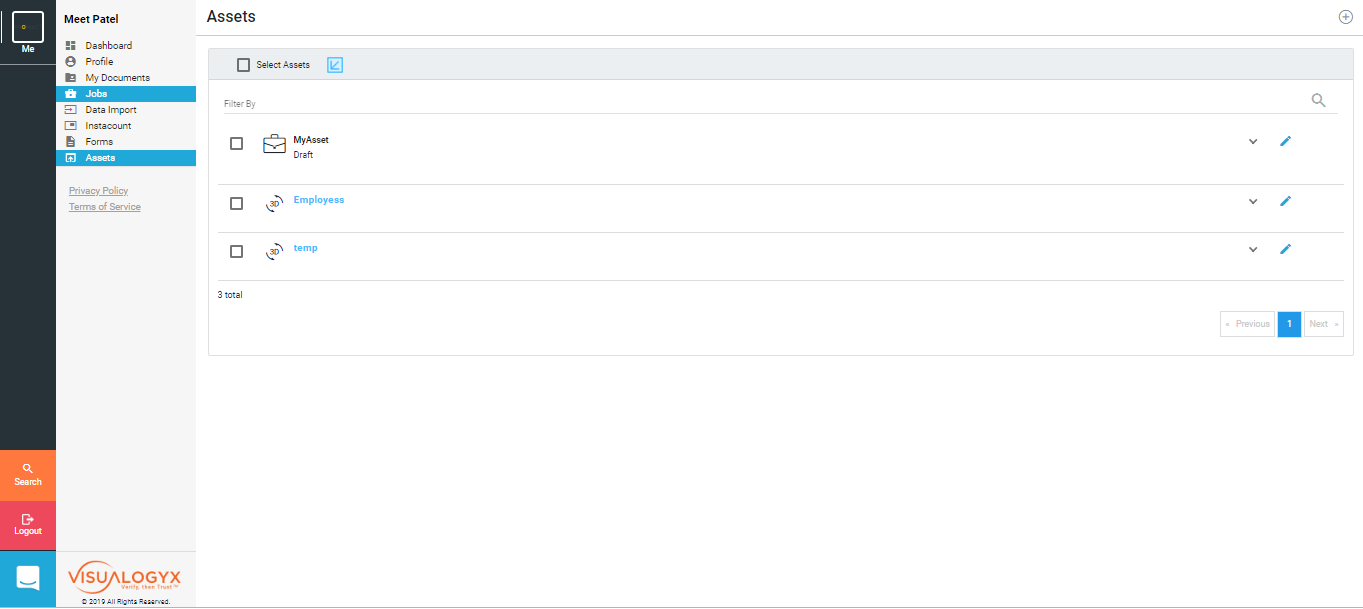 Me
Meet Patel
Dashboard
Profile
My Documents
Jobs
Data Import
Instacount
Forms
Assets
Privacy Policy
Terms of Service
Search
Logout
VISUALOGYX
Verify, then Trust™
© 2019 All Rights Reserved.
Assets
Select Assets
Filter By
MyAsset
Draft
3D Employess
3D temp
3 total
« Previous 1 Next »